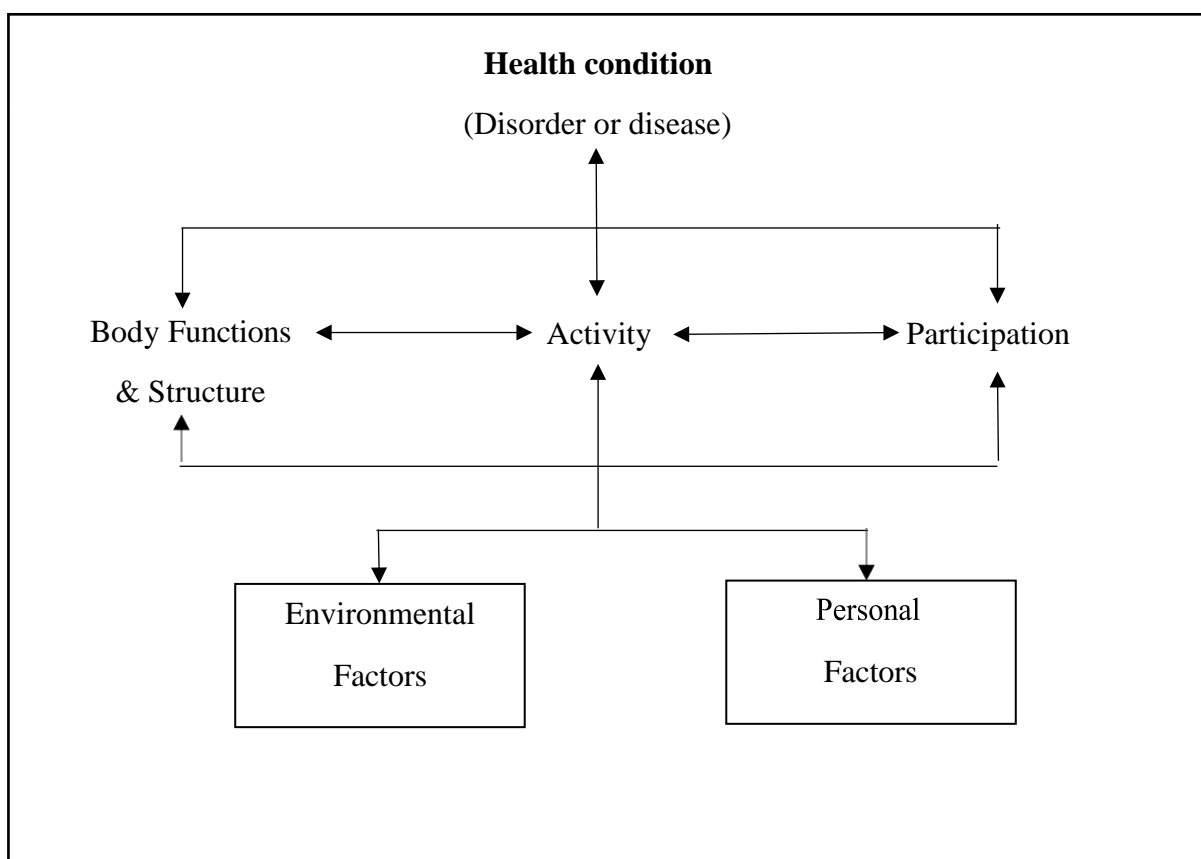 Health condition
(Disorder or disease)
Body Functions
& Structure
Activity
Participation
Environmental
Factors
Personal
Factors